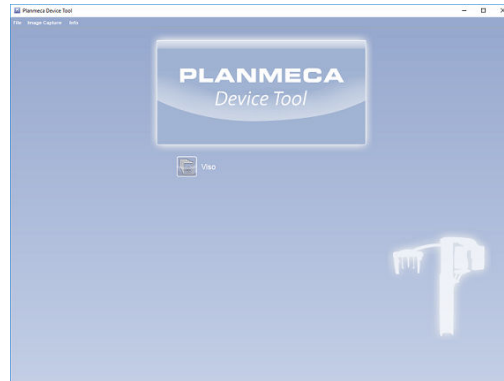 Planmeca Device Tool
File Image Capture Info
PLANMECA
Device Tool
Viso